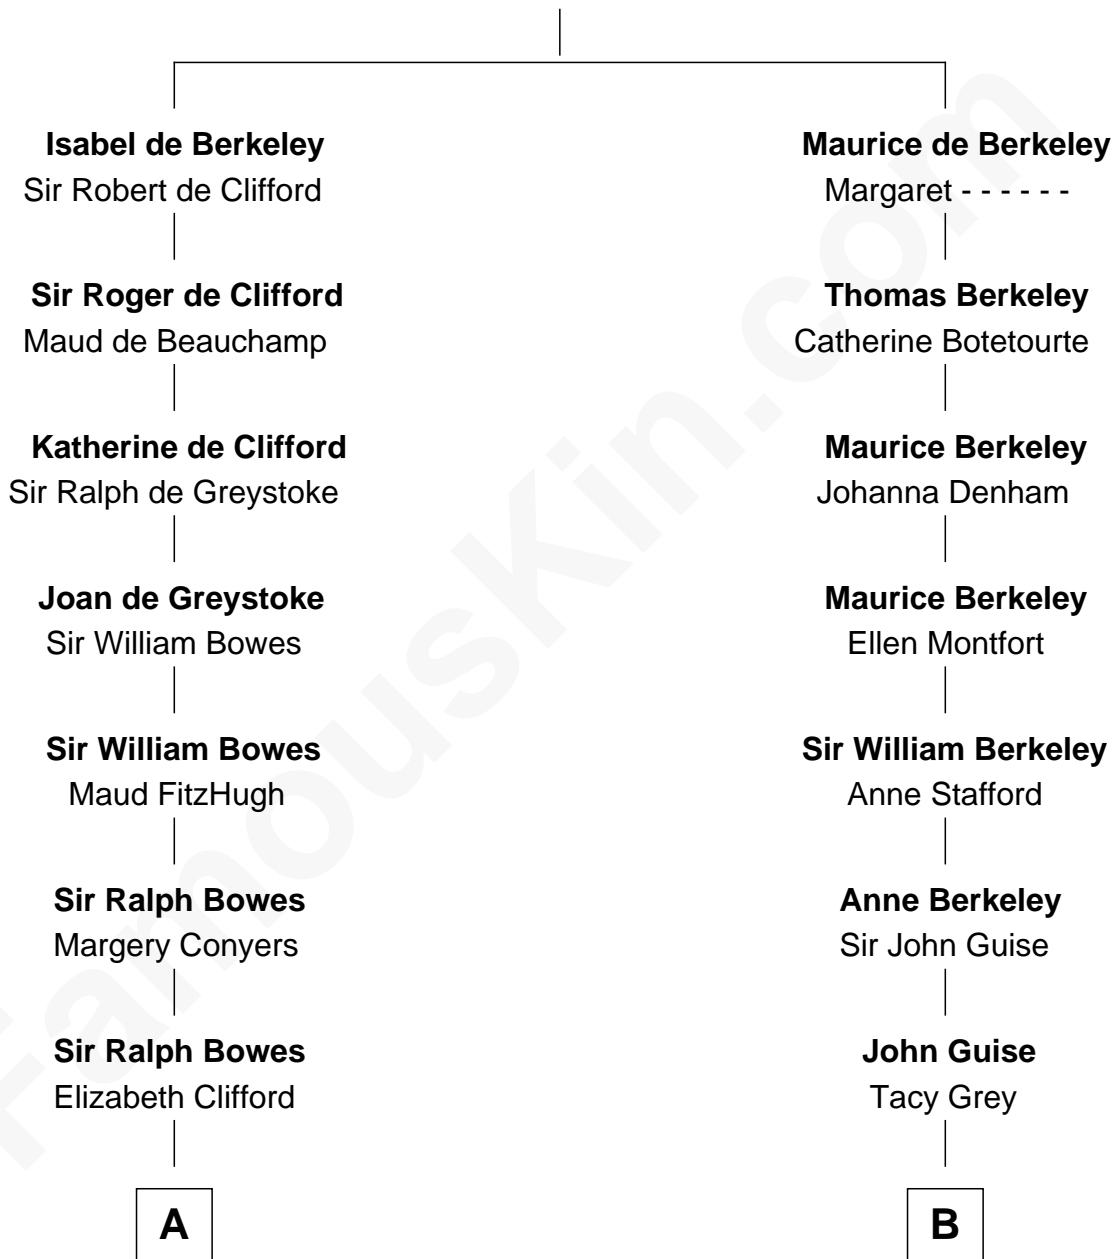 Isabel de Berkeley
Sir Robert de Clifford
Sir Roger de Clifford
Maud de Beauchamp
Katherine de Clifford
Sir Ralph de Greystoke
Joan de Greystoke
Sir William Bowes
Sir William Bowes
Maud FitzHugh
Sir Ralph Bowes
Margery Conyers
Sir Ralph Bowes
Elizabeth Clifford
A
Maurice de Berkeley
Margaret - - - - - -
Thomas Berkeley
Catherine Botetourte
Maurice Berkeley
Johanna Denham
Maurice Berkeley
Ellen Montfort
Sir William Berkeley
Anne Stafford
Anne Berkeley
Sir John Guise
John Guise
Tacy Grey
B
FamousKin.com